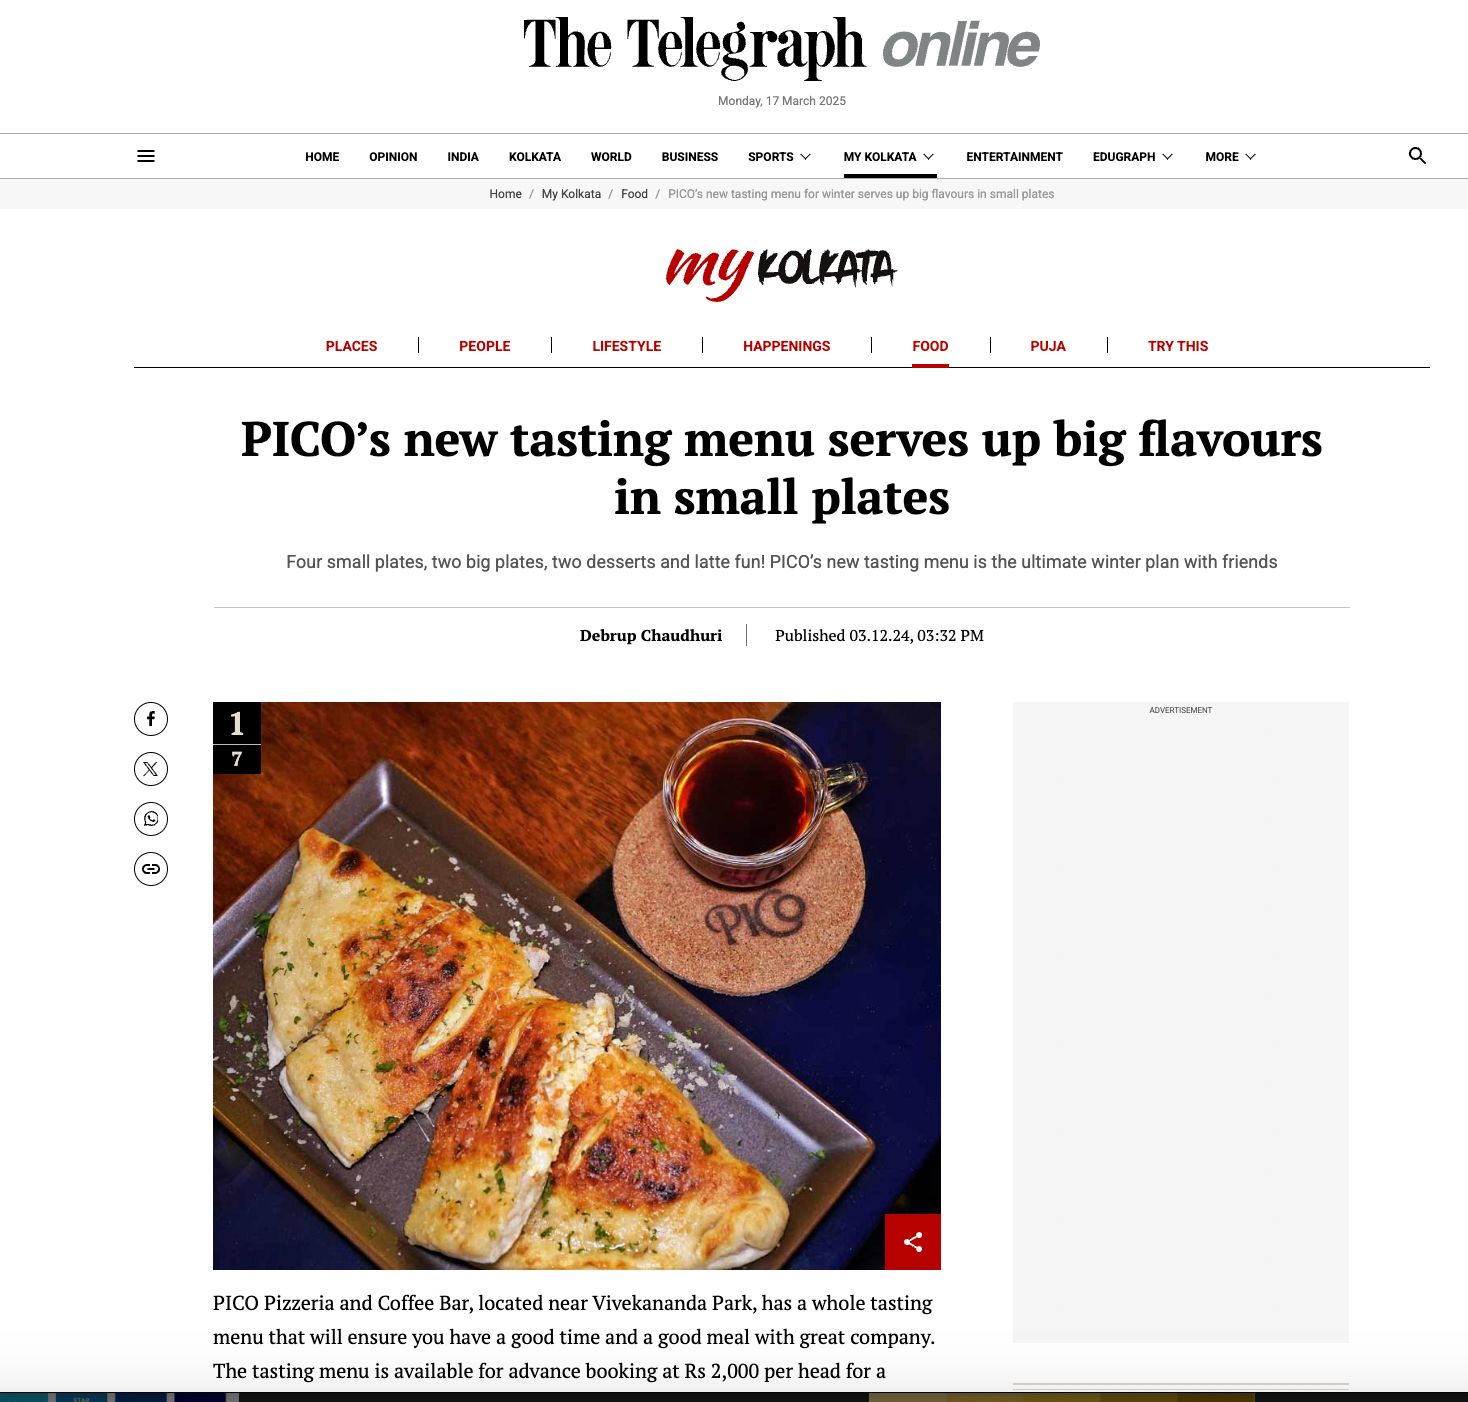 The Telegraph online
Monday, 17 March 2025
HOME OPINION INDIA KOLKATA WORLD BUSINESS SPORTS MY KOLKATA ENTERTAINMENT EDUGRAPH MORE
Home / My Kolkata / Food / PICO's new tasting menu for winter serves up big flavours in small plates
my KOLKATA
PLACES | PEOPLE | LIFESTYLE | HAPPENINGS | FOOD | PUJA | TRY THIS
PICO’s new tasting menu serves up big flavours
in small plates
Four small plates, two big plates, two desserts and latte fun! PICO’s new tasting menu is the ultimate winter plan with friends
Debrup Chaudhuri | Published 03.12.24, 03:32 PM
1
7
PICO
ADVERTISEMENT
PICO Pizzeria and Coffee Bar, located near Vivekananda Park, has a whole tasting
menu that will ensure you have a good time and a good meal with great company.
The tasting menu is available for advance booking at Rs 2,000 per head for a
STAR